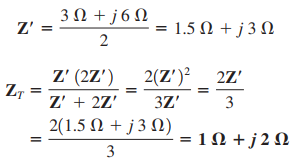 Z′ = (3 Ω + j 6 Ω) / 2 = 1.5 Ω + j 3 Ω
Z_T = Z′ (2Z′) / (Z′ + 2Z′) = 2(Z′)² / 3Z′ = 2Z′ / 3
= 2(1.5 Ω + j 3 Ω) / 3 = 1 Ω + j 2 Ω